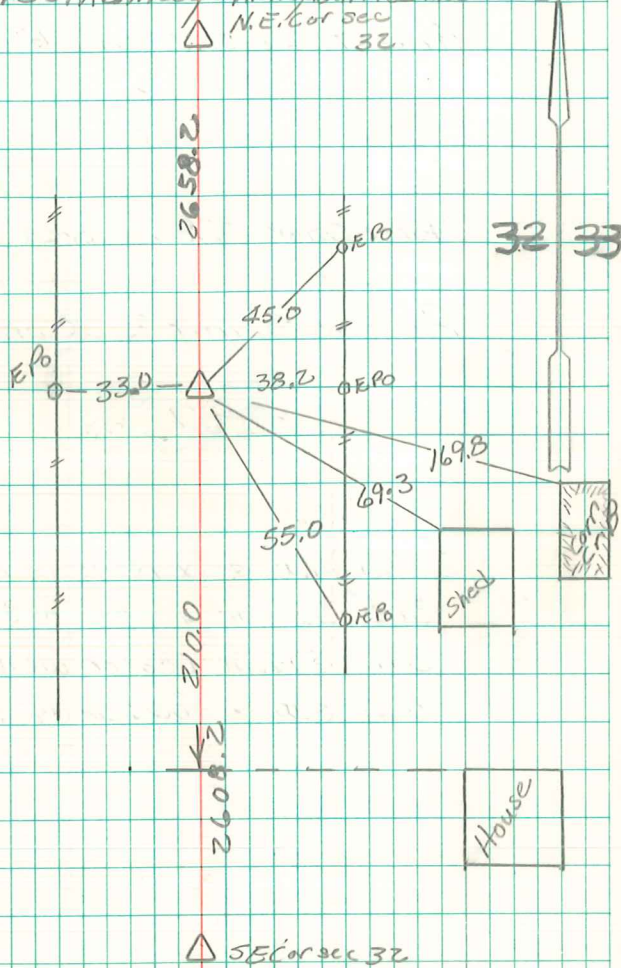 N.E. Cor sec
32
2658.2
32 33
EPo
45.0
EPo
33.0
38.2
EPo
169.8
69.3
55.0
Shed
EPo
210.0
2608.2
House
SE Cor sec 32